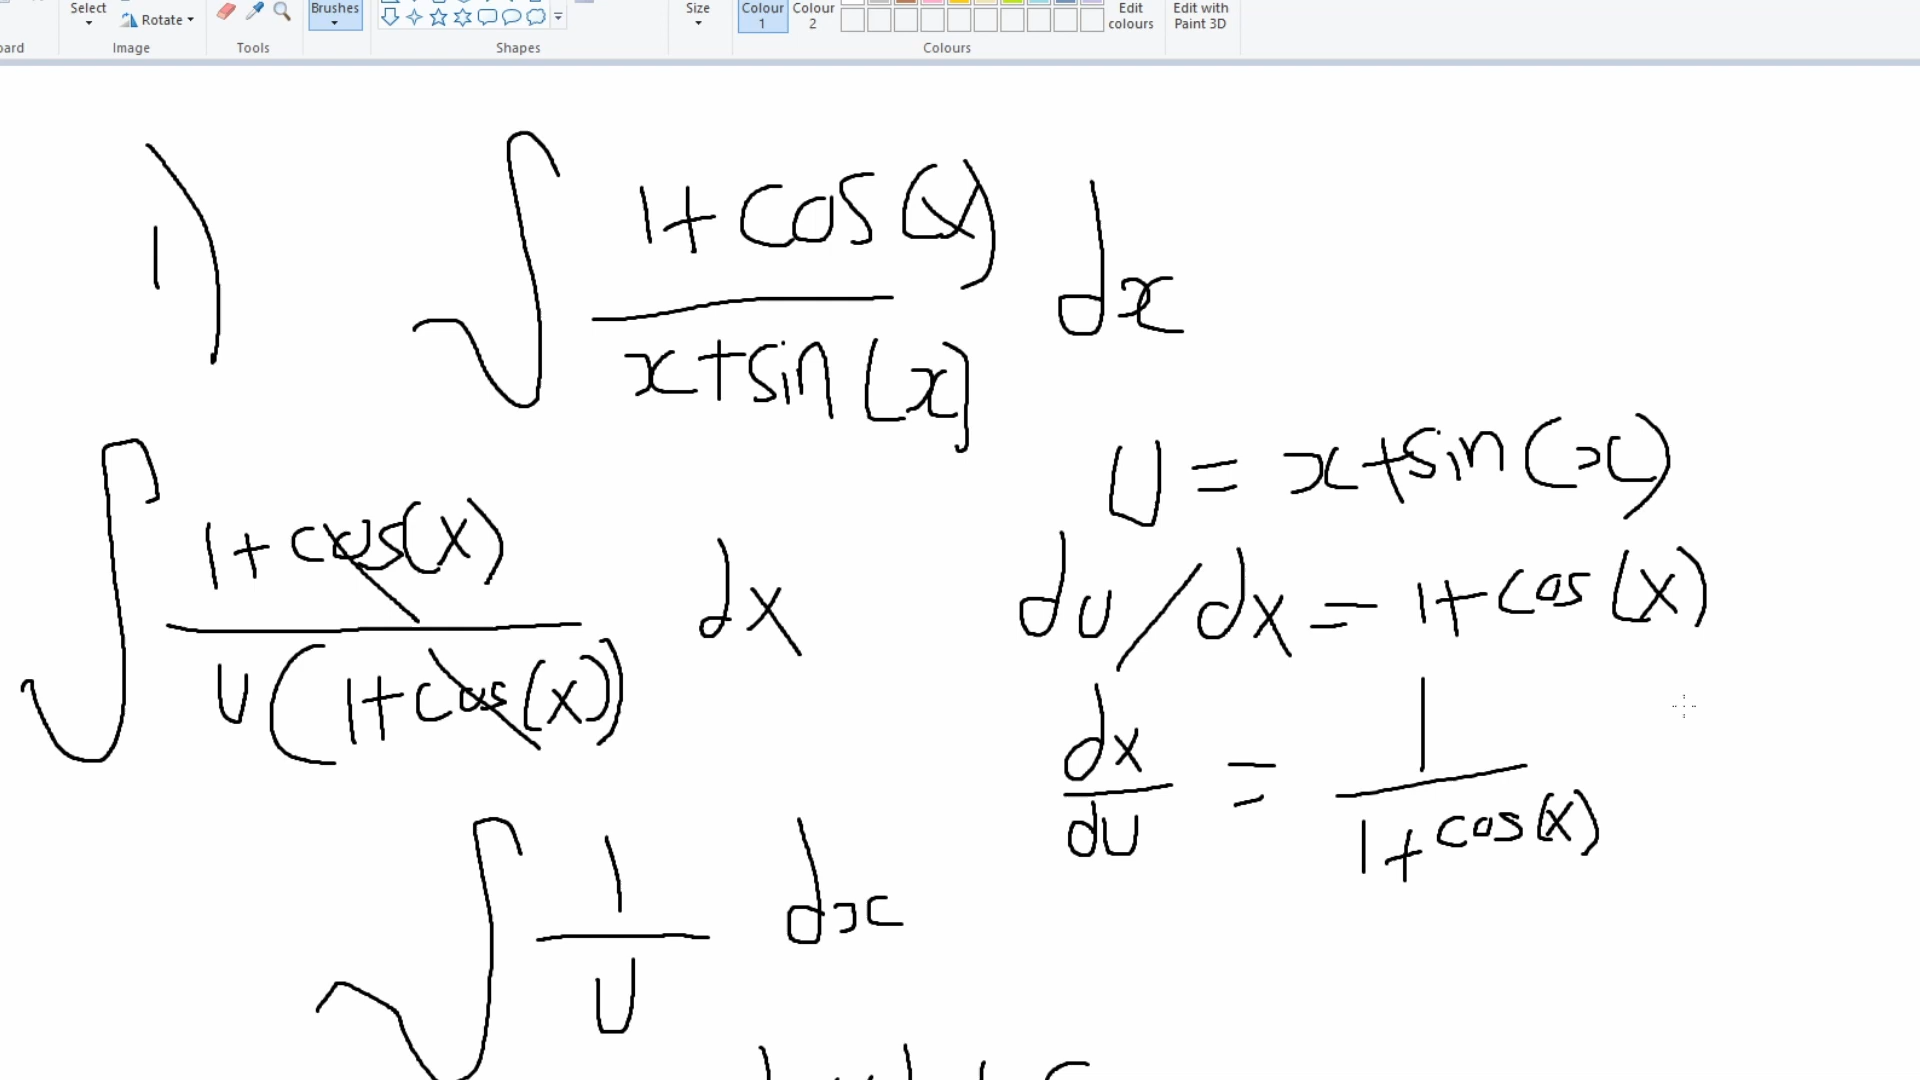 Select
Rotate
Brushes
Size
Colour 1
Colour 2
Edit colours
Edit with Paint 3D
Image
Tools
Shapes
Colours
1)
∫ (1+cos(x))/(x+sin(x)) dx
U = x+sin(x)
∫ (1+cos(x))/(U(1+cos(x))) dx
du/dx = 1+cos(x)
dx/dU = 1/(1+cos(x))
∫ 1/U dx